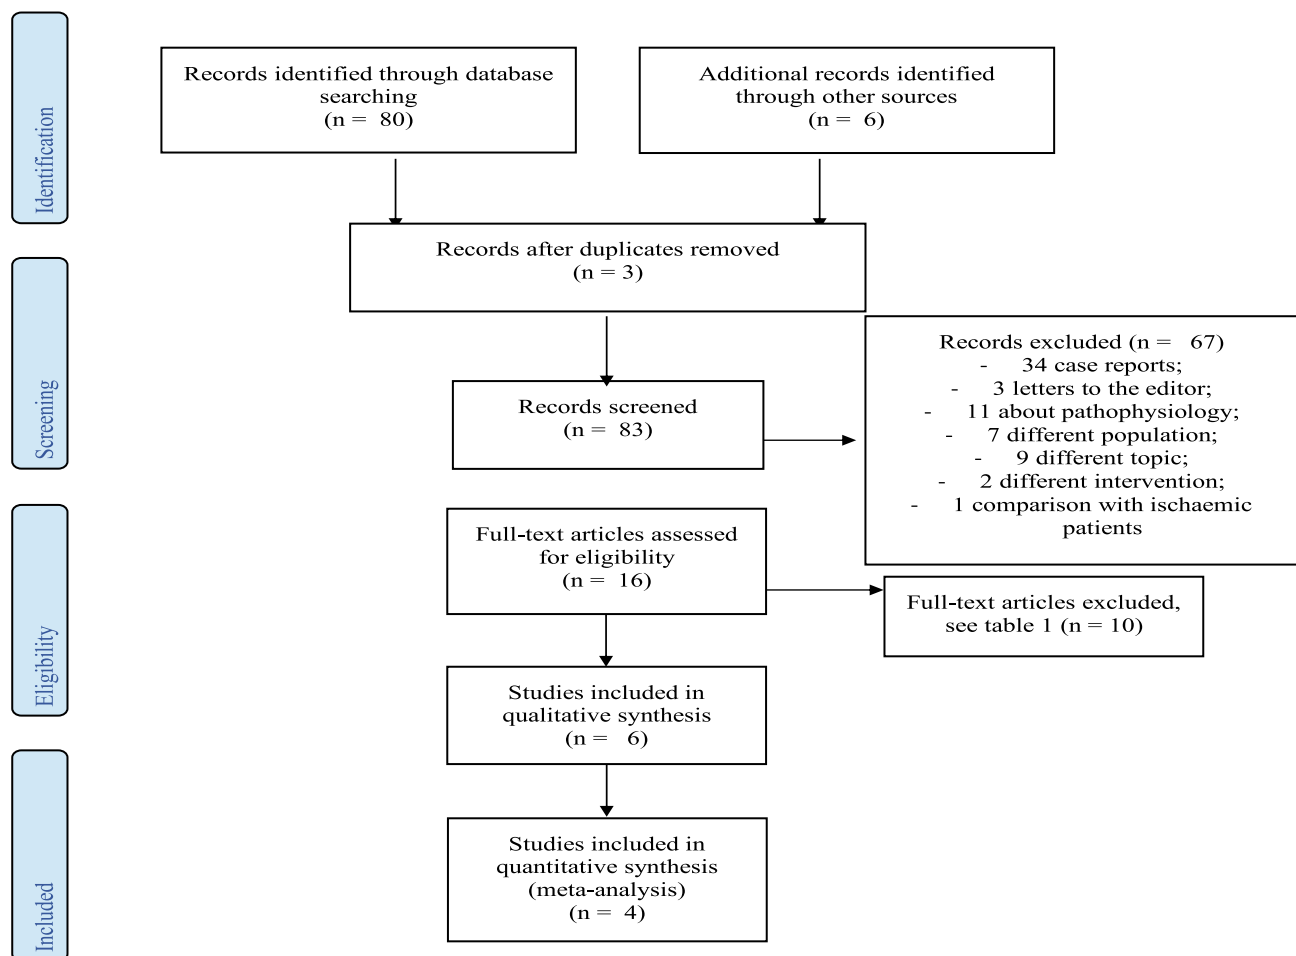 Identification
Records identified through database
searching
(n = 80)
Additional records identified
through other sources
(n = 6)
Records after duplicates removed
(n = 3)
Screening
Records screened
(n = 83)
Records excluded (n = 67)
- 34 case reports;
- 3 letters to the editor;
- 11 about pathophysiology;
- 7 different population;
- 9 different topic;
- 2 different intervention;
- 1 comparison with ischaemic
patients
Eligibility
Full-text articles assessed
for eligibility
(n = 16)
Full-text articles excluded,
see table 1 (n = 10)
Studies included in
qualitative synthesis
(n = 6)
Included
Studies included in
quantitative synthesis
(meta-analysis)
(n = 4)